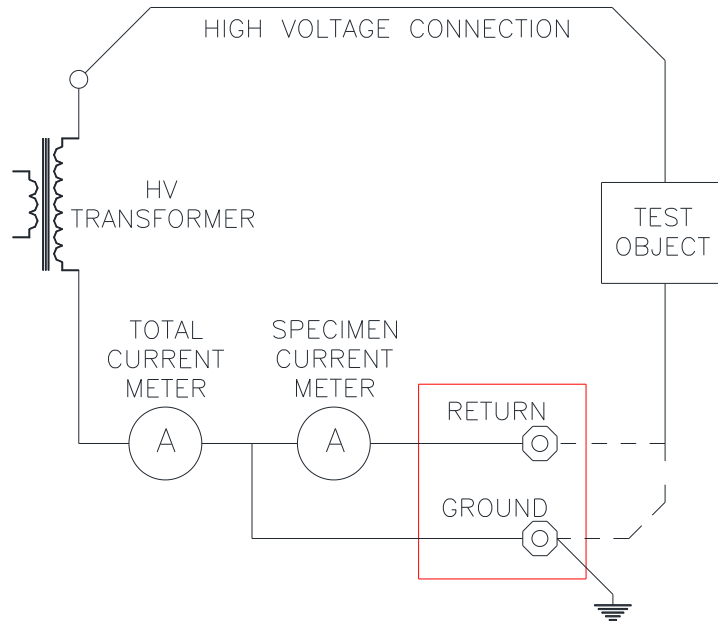 HIGH VOLTAGE CONNECTION
HV
TRANSFORMER
TEST
OBJECT
TOTAL
CURRENT
METER
SPECIMEN
CURRENT
METER
A
A
RETURN
GROUND